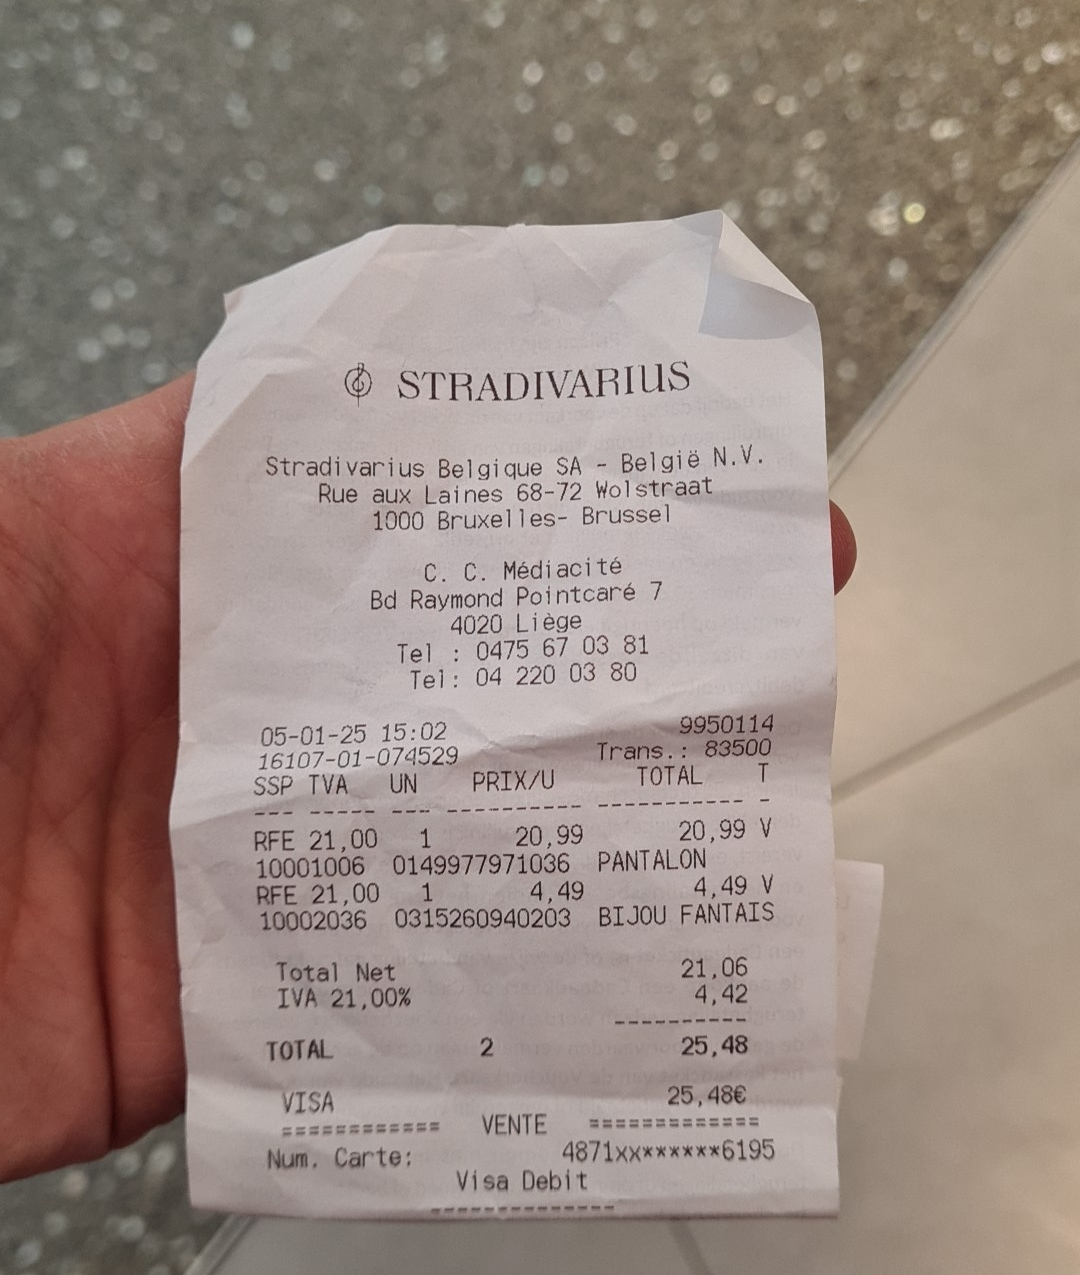 STRADIVARIUS
Stradivarius Belgique SA - België N.V.
Rue aux Laines 68-72 Wolstraat
1000 Bruxelles- Brussel
C. C. Médiacité
Bd Raymond Pointcaré 7
4020 Liège
Tel : 0475 67 03 81
Tel: 04 220 03 80
05-01-25 15:02 9950114
16107-01-074529 Trans.: 83500
SSP TVA UN PRIX/U TOTAL T
--- ----- --- ---------- ----------- -
RFE 21,00 1 20,99 20,99 V
10001006 0149977971036 PANTALON
RFE 21,00 1 4,49 4,49 V
10002036 0315260940203 BIJOU FANTAIS
Total Net 21,06
IVA 21,00% 4,42
----------
TOTAL 2 25,48
VISA 25,48€
============ VENTE =============
Num. Carte: 4871xx******6195
Visa Debit
--------------